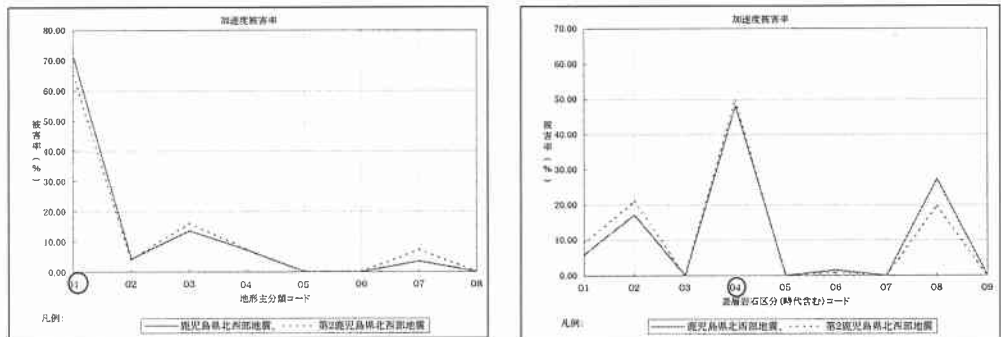 加速度被害率
80.00
70.00
60.00
50.00
40.00
30.00
20.00
10.00
0.00
被害率(%)
01 02 03 04 05 06 07 08
地形主分類コード
凡例:
鹿児島県北西部地震, 第2鹿児島県北西部地震
加速度被害率
70.00
60.00
50.00
40.00
30.00
20.00
10.00
0.00
被害率(%)
01 02 03 04 05 06 07 08 09
表層岩石区分(時代含む)コード
凡例:
鹿児島県北西部地震, 第2鹿児島県北西部地震